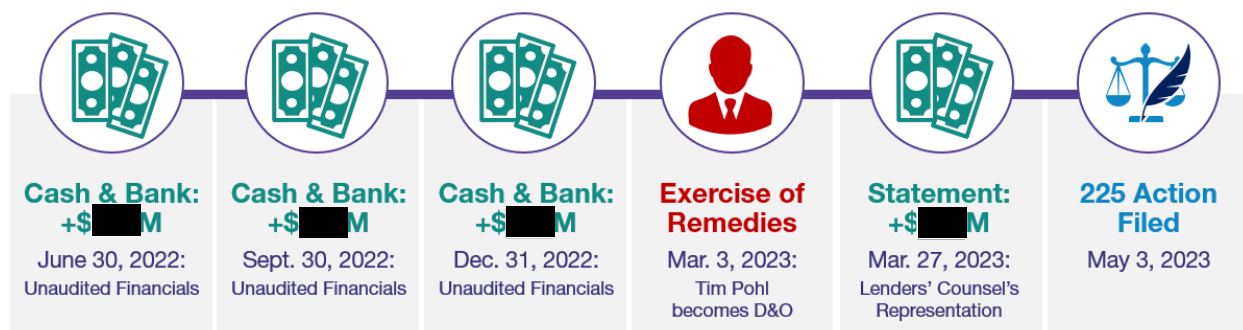 Cash & Bank:
+$ M
June 30, 2022:
Unaudited Financials
Cash & Bank:
+$ M
Sept. 30, 2022:
Unaudited Financials
Cash & Bank:
+$ M
Dec. 31, 2022:
Unaudited Financials
Exercise of
Remedies
Mar. 3, 2023:
Tim Pohl
becomes D&O
Statement:
+$ M
Mar. 27, 2023:
Lenders' Counsel's
Representation
225 Action
Filed
May 3, 2023